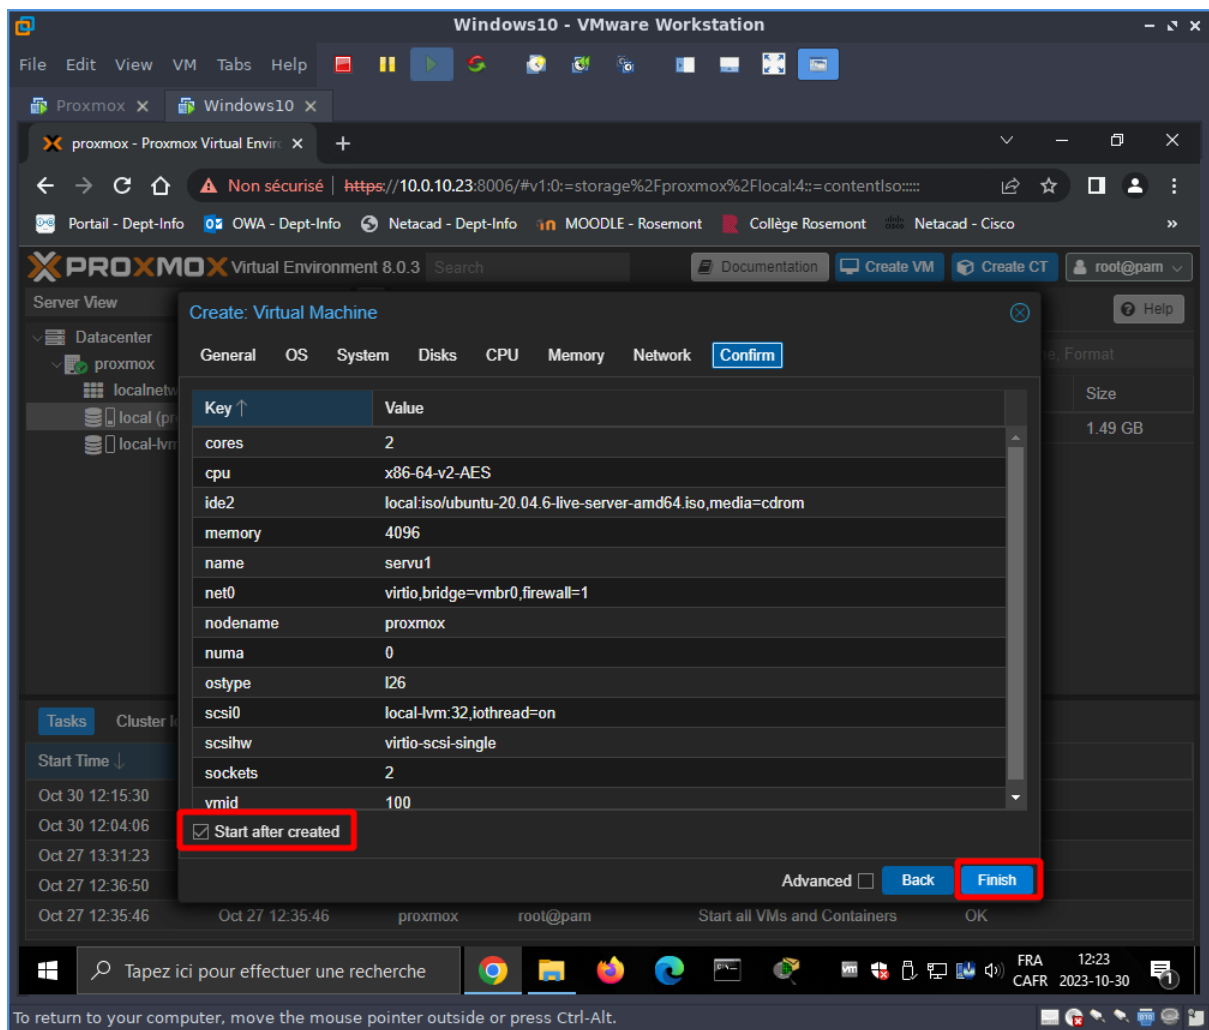 Windows10 - VMware Workstation
File Edit View VM Tabs Help
Proxmox Windows10
proxmox - Proxmox Virtual Enviro
Non sécurisé https://10.0.10.23:8006/#v1:0:=storage%2Fproxmox%2Flocal:4::=contentIso:::::
Portail - Dept-Info OWA - Dept-Info Netacad - Dept-Info MOODLE - Rosemont Collège Rosemont Netacad - Cisco »
PROXMOX Virtual Environment 8.0.3 Search Documentation Create VM Create CT root@pam
Server View Help
Create: Virtual Machine
Datacenter
proxmox
localnetw
local (pr
local-lvm
General OS System Disks CPU Memory Network Confirm
e, Format
Key Value
Size
1.49 GB
cores 2
cpu x86-64-v2-AES
ide2 local:iso/ubuntu-20.04.6-live-server-amd64.iso,media=cdrom
memory 4096
name servu1
net0 virtio,bridge=vmbr0,firewall=1
nodename proxmox
numa 0
ostype l26
scsi0 local-lvm:32,iothread=on
scsihw virtio-scsi-single
sockets 2
vmid 100
Start after created
Advanced Back Finish
Tasks Cluster lo
Start Time
Oct 30 12:15:30
Oct 30 12:04:06
Oct 27 13:31:23
Oct 27 12:36:50
Oct 27 12:35:46 Oct 27 12:35:46 proxmox root@pam Start all VMs and Containers OK
Tapez ici pour effectuer une recherche
FRA 12:23
CAFR 2023-10-30
1
To return to your computer, move the mouse pointer outside or press Ctrl-Alt.